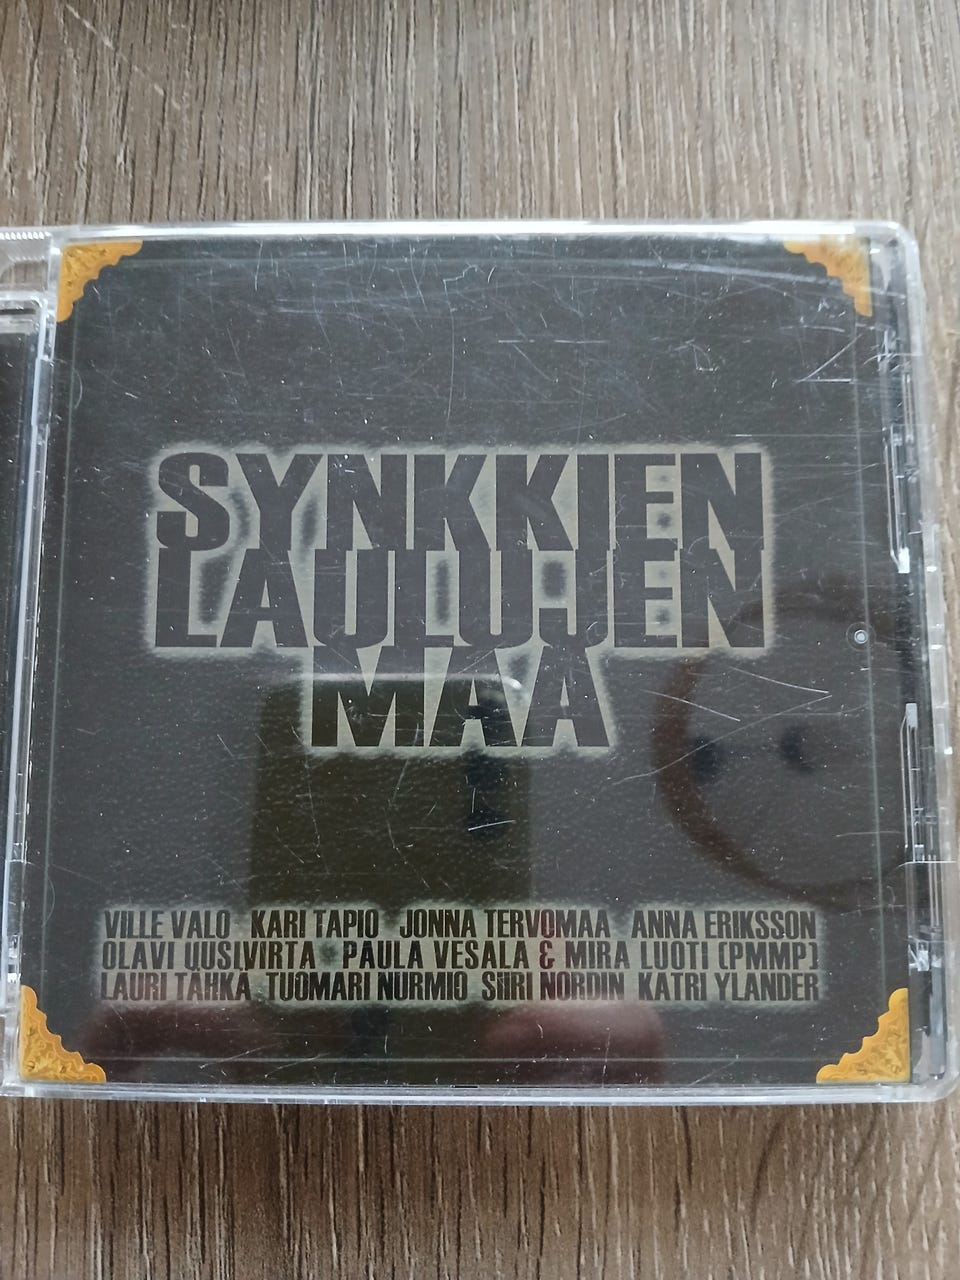 SYNKKIEN
LAULUJEN
MAA
VILLE VALO KARI TAPIO JONNA TERVOMAA ANNA ERIKSSON
OLAVI UUSIVIRTA PAULA VESALA & MIRA LUOTI (PMMP)
LAURI TÄHKÄ TUOMARI NURMIO SIIRI NORDIN KATRI YLANDER